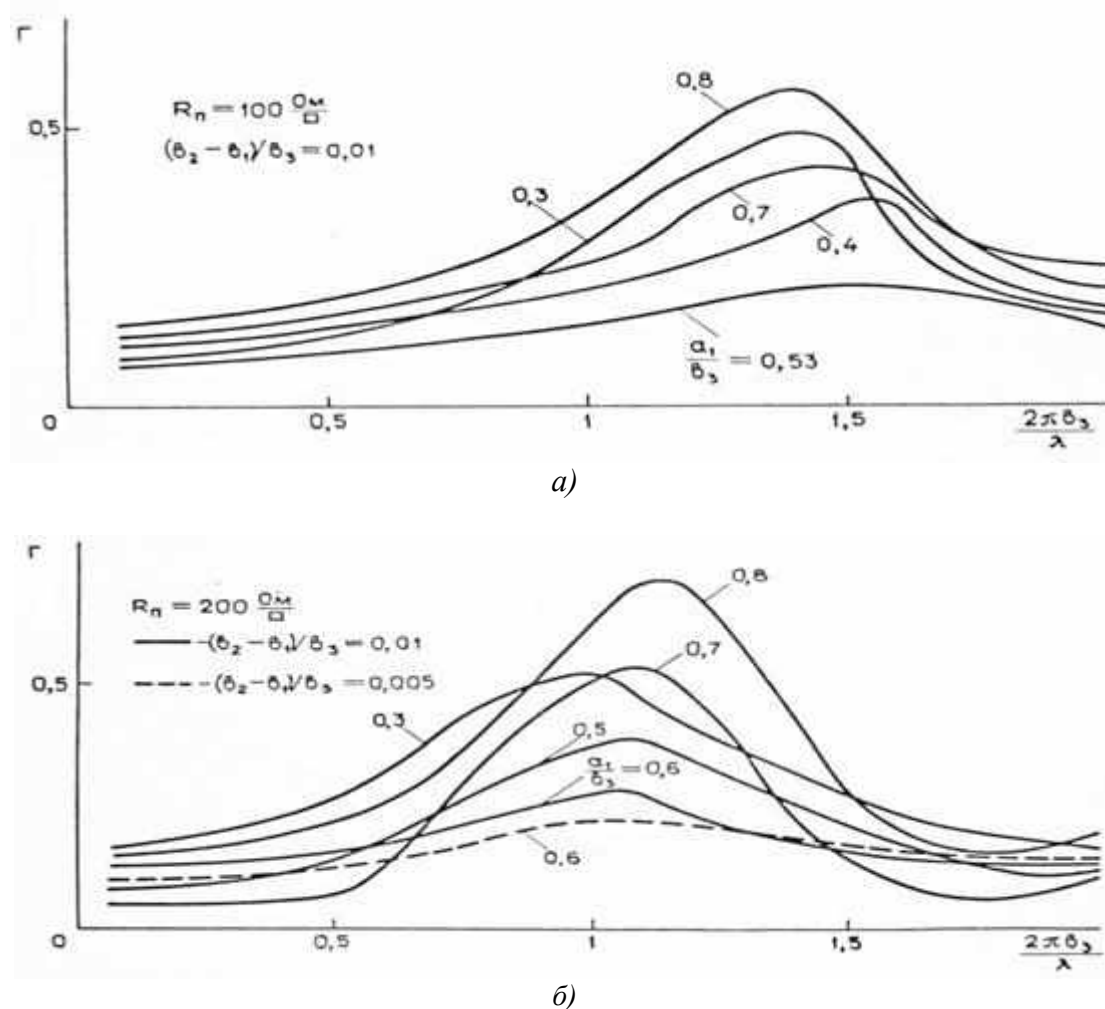 Г
0,8
R_п = 100 Ом/□
0,5
(в₂ − в₁)/в₃ = 0,01
0,3
0,7
0,4
a₁/в₃ = 0,53
0
0,5
1
1,5
2πв₃/λ
а)
Г
0,8
R_п = 200 Ом/□
—(в₂ − в₁)/в₃ = 0,01
0,7
0,5
---(в₂ − в₁)/в₃ = 0,005
0,3
0,5
a₁/в₃ = 0,6
0,6
0
0,5
1
1,5
2πв₃/λ
б)